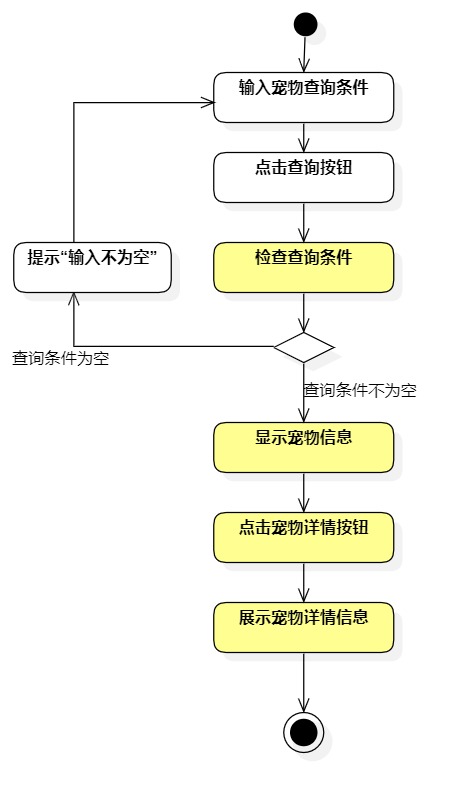 输入宠物查询条件
点击查询按钮
提示“输入不为空”
检查查询条件
查询条件为空
查询条件不为空
显示宠物信息
点击宠物详情按钮
展示宠物详情信息